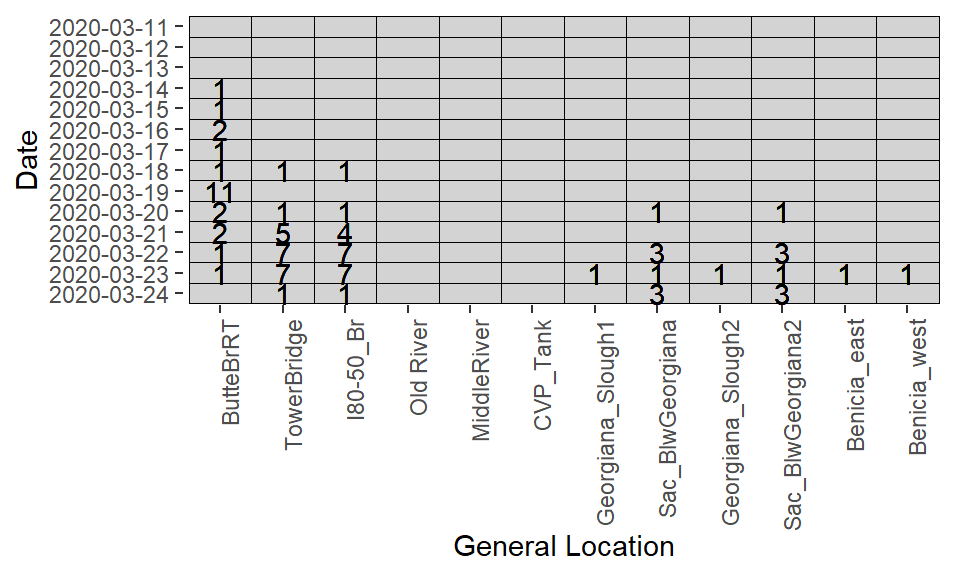 2020-03-11
2020-03-12
2020-03-13
2020-03-14 1
2020-03-15 1
2020-03-16 2
2020-03-17 1
2020-03-18 1 1 1
2020-03-19 11
2020-03-20 2 1 1 1 1
2020-03-21 2 5 4
2020-03-22 1 7 7 3 3
2020-03-23 1 7 7 1 1 1 1 1 1
2020-03-24 1 1 3 3
Date
ButteBrRT
TowerBridge
I80-50_Br
Old River
MiddleRiver
CVP_Tank
Georgiana_Slough1
Sac_BlwGeorgiana
Georgiana_Slough2
Sac_BlwGeorgiana2
Benicia_east
Benicia_west
General Location